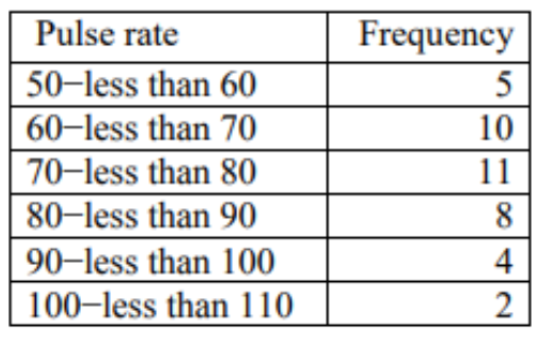 Pulse rate Frequency
50−less than 60 5
60−less than 70 10
70−less than 80 11
80−less than 90 8
90−less than 100 4
100−less than 110 2